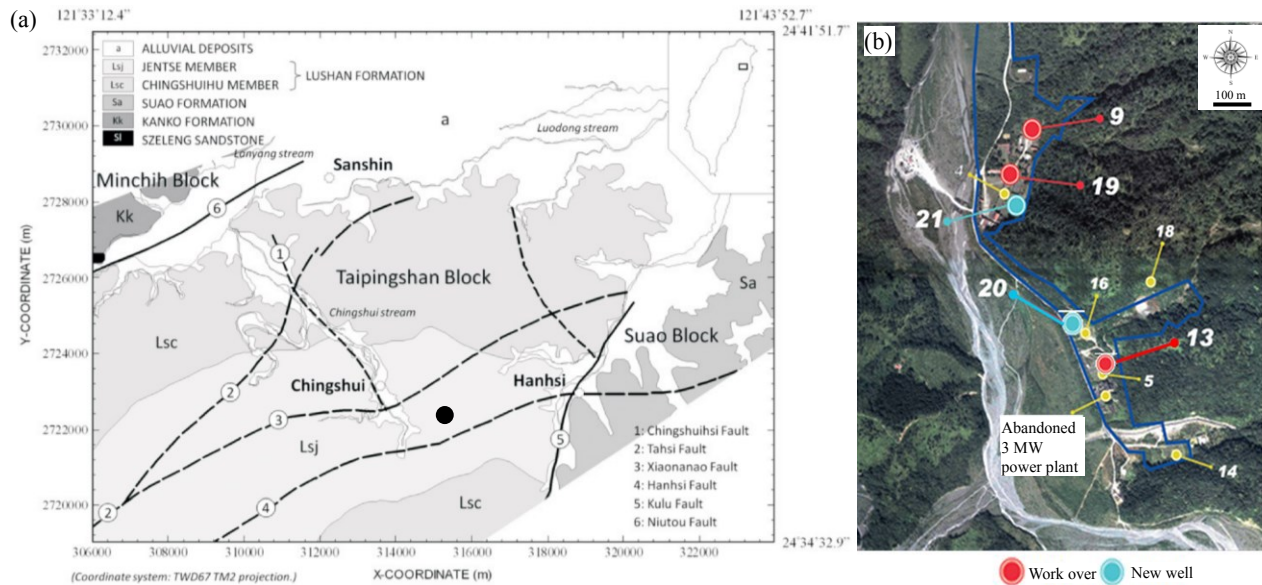 (a)
121°33'12.4"
121°43'52.7"
24°41'51.7"
24°34'32.9"
a ALLUVIAL DEPOSITS
Lsj JENTSE MEMBER
Lsc CHINGSHUIHU MEMBER
LUSHAN FORMATION
Sa SUAO FORMATION
Kk KANKO FORMATION
Sl SZELENG SANDSTONE
2732000
2730000
2728000
2726000
2724000
2722000
2720000
Y-COORDINATE (m)
a
Luodong stream
Lanyang stream
Sanshin
Minchih Block
Kk
6
1
Taipingshan Block
Sa
Chingshui stream
Suao Block
Lsc
Chingshui
Hanhsi
2
3
Lsj
5
4
Lsc
2
1: Chingshuihsi Fault
2: Tahsi Fault
3: Xiaonanao Fault
4: Hanhsi Fault
5: Kulu Fault
6: Niutou Fault
306000
308000
310000
312000
314000
316000
318000
320000
322000
X-COORDINATE (m)
(Coordinate system: TWD67 TM2 projection.)
(b)
N
W E
S
100 m
9
4
19
21
18
20
16
13
5
Abandoned
3 MW
power plant
14
Work over
New well